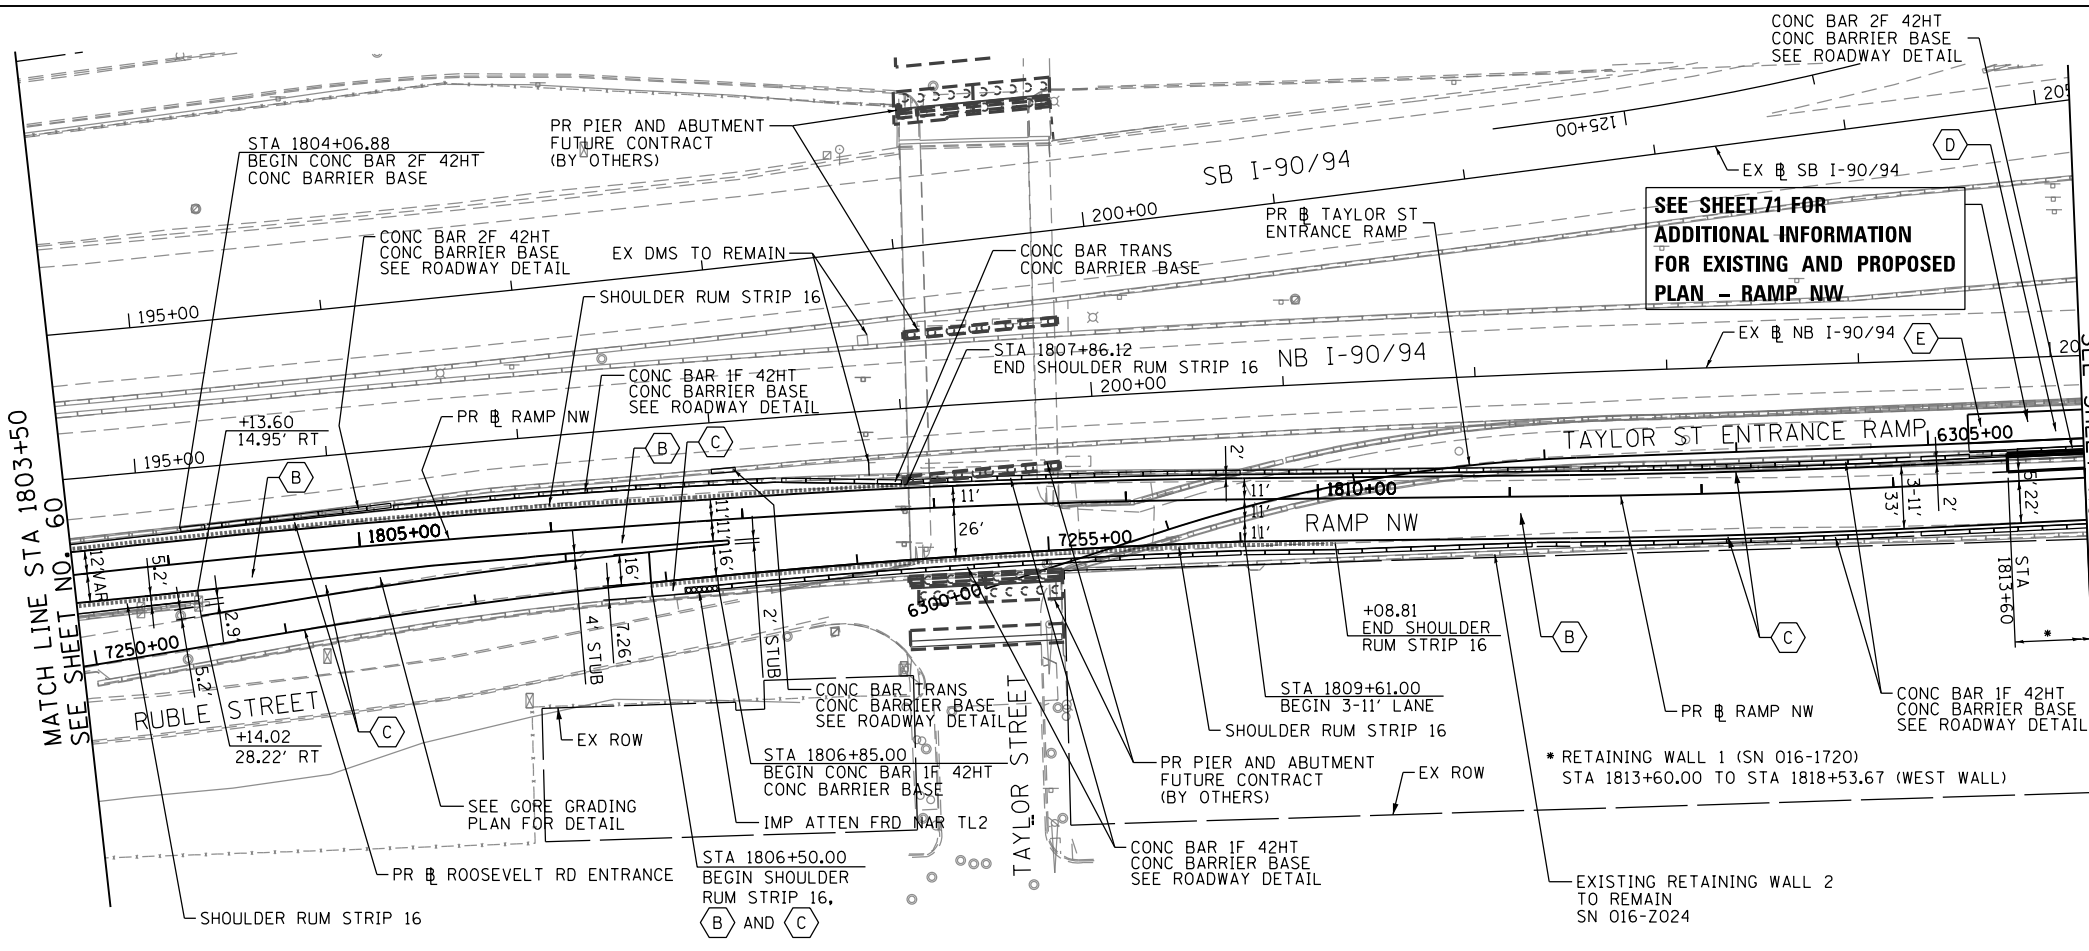 CONC BAR 2F 42HT
CONC BARRIER BASE
SEE ROADWAY DETAIL
STA 1804+06.88
BEGIN CONC BAR 2F 42HT
CONC BARRIER BASE
PR PIER AND ABUTMENT
FUTURE CONTRACT
(BY OTHERS)
125+00
SB I-90/94
EX BL SB I-90/94
D
205
200+00
PR BL TAYLOR ST
ENTRANCE RAMP
SEE SHEET 71 FOR
ADDITIONAL INFORMATION
FOR EXISTING AND PROPOSED
PLAN - RAMP NW
CONC BAR 2F 42HT
CONC BARRIER BASE
SEE ROADWAY DETAIL
EX DMS TO REMAIN
CONC BAR TRANS
CONC BARRIER BASE
SHOULDER RUM STRIP 16
195+00
STA 1807+86.12
END SHOULDER RUM STRIP 16
NB I-90/94
EX BL NB I-90/94
E
20
200+00
CONC BAR 1F 42HT
CONC BARRIER BASE
SEE ROADWAY DETAIL
PR BL RAMP NW
+13.60
14.95' RT
195+00
B
B
C
TAYLOR ST ENTRANCE RAMP
6305+00
MATCH LINE STA 1803+50
SEE SHEET NO. 60
1805+00
11'
11'
16'
11'
26'
2'
11'
11'
11'
1810+00
RAMP NW
33'
3-11'
2'
5'
22'
12'
VAR
5.2'
2.9'
5.2'
7250+00
16'
4' STUB
7.26'
2' STUB
7255+00
6300+00
STA
1813+60
*
RUBLE STREET
+14.02
28.22' RT
C
EX ROW
CONC BAR TRANS
CONC BARRIER BASE
SEE ROADWAY DETAIL
+08.81
END SHOULDER
RUM STRIP 16
B
C
STA 1809+61.00
BEGIN 3-11' LANE
SHOULDER RUM STRIP 16
PR BL RAMP NW
CONC BAR 1F 42HT
CONC BARRIER BASE
SEE ROADWAY DETAIL
STA 1806+85.00
BEGIN CONC BAR 1F 42HT
CONC BARRIER BASE
TAYLOR STREET
PR PIER AND ABUTMENT
FUTURE CONTRACT
(BY OTHERS)
EX ROW
* RETAINING WALL 1 (SN 016-1720)
STA 1813+60.00 TO STA 1818+53.67 (WEST WALL)
SEE GORE GRADING
PLAN FOR DETAIL
IMP ATTEN FRD NAR TL2
PR BL ROOSEVELT RD ENTRANCE
STA 1806+50.00
BEGIN SHOULDER
RUM STRIP 16,
B AND C
CONC BAR 1F 42HT
CONC BARRIER BASE
SEE ROADWAY DETAIL
EXISTING RETAINING WALL 2
TO REMAIN
SN 016-Z024
SHOULDER RUM STRIP 16